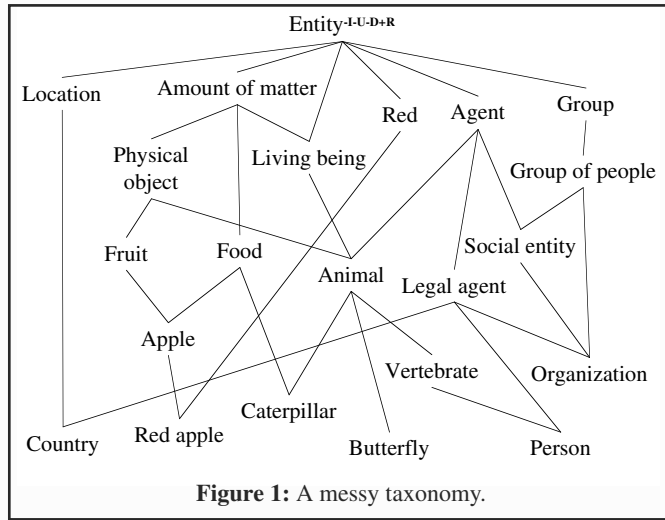 Entity-I-U-D+R
Location
Amount of matter
Red
Agent
Group
Physical
object
Living being
Group of people
Fruit
Food
Animal
Legal agent
Social entity
Apple
Vertebrate
Organization
Country
Red apple
Caterpillar
Butterfly
Person
Figure 1: A messy taxonomy.